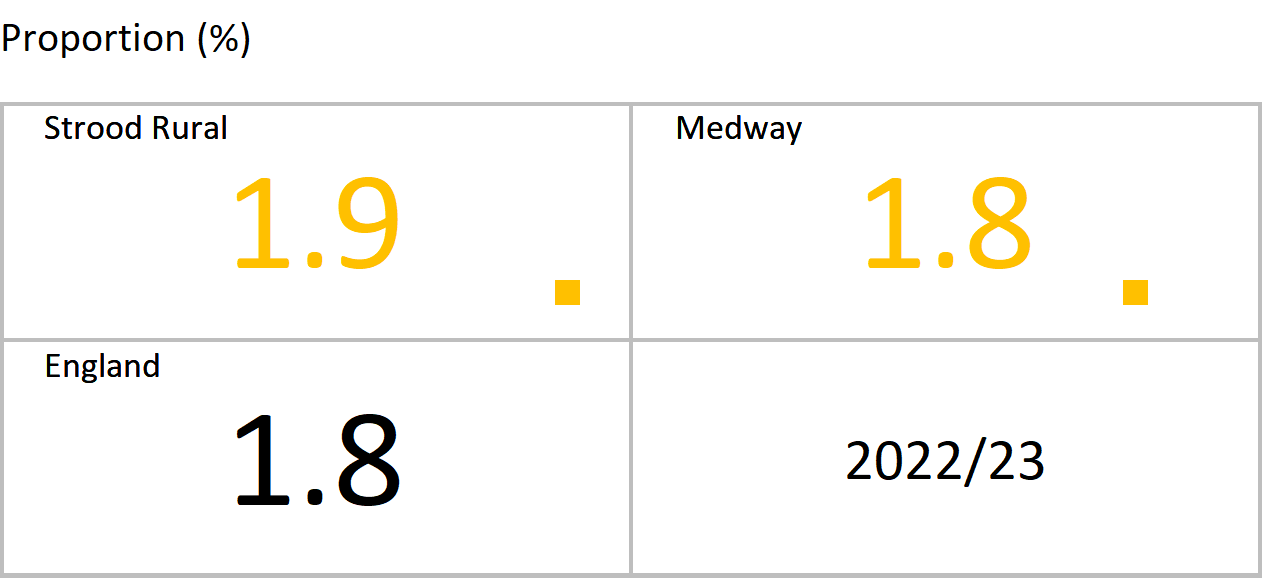 Proportion (%)
Strood Rural
1.9
Medway
1.8
England
1.8
2022/23